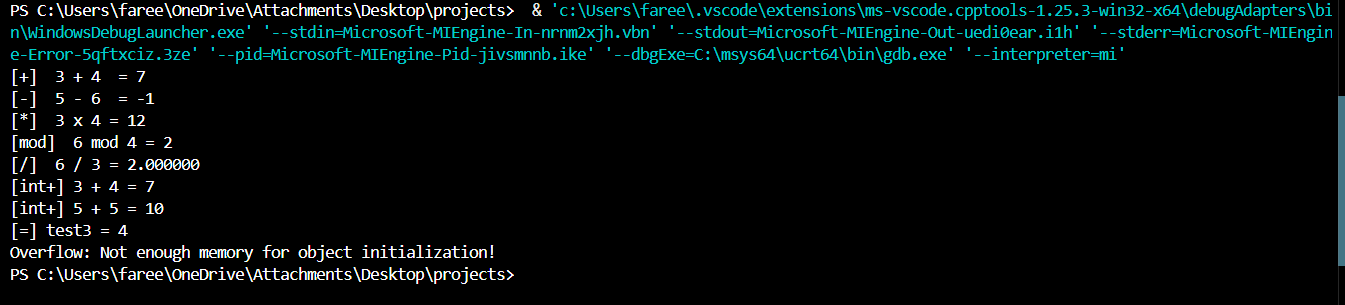 PS C:\Users\faree\OneDrive\Attachments\Desktop\projects>  & 'c:\Users\faree\.vscode\extensions\ms-vscode.cpptools-1.25.3-win32-x64\debugAdapters\bi
n\WindowsDebugLauncher.exe' '--stdin=Microsoft-MIEngine-In-nrnm2xjh.vbn' '--stdout=Microsoft-MIEngine-Out-uedi0ear.i1h' '--stderr=Microsoft-MIEngin
e-Error-5qftxciz.3ze' '--pid=Microsoft-MIEngine-Pid-jivsmnnb.ike' '--dbgExe=C:\msys64\ucrt64\bin\gdb.exe' '--interpreter=mi'
[+]  3 + 4  = 7
[-]  5 - 6  = -1
[*]  3 x 4 = 12
[mod]  6 mod 4 = 2
[/]  6 / 3 = 2.000000
[int+] 3 + 4 = 7
[int+] 5 + 5 = 10
[=] test3 = 4
Overflow: Not enough memory for object initialization!
PS C:\Users\faree\OneDrive\Attachments\Desktop\projects>